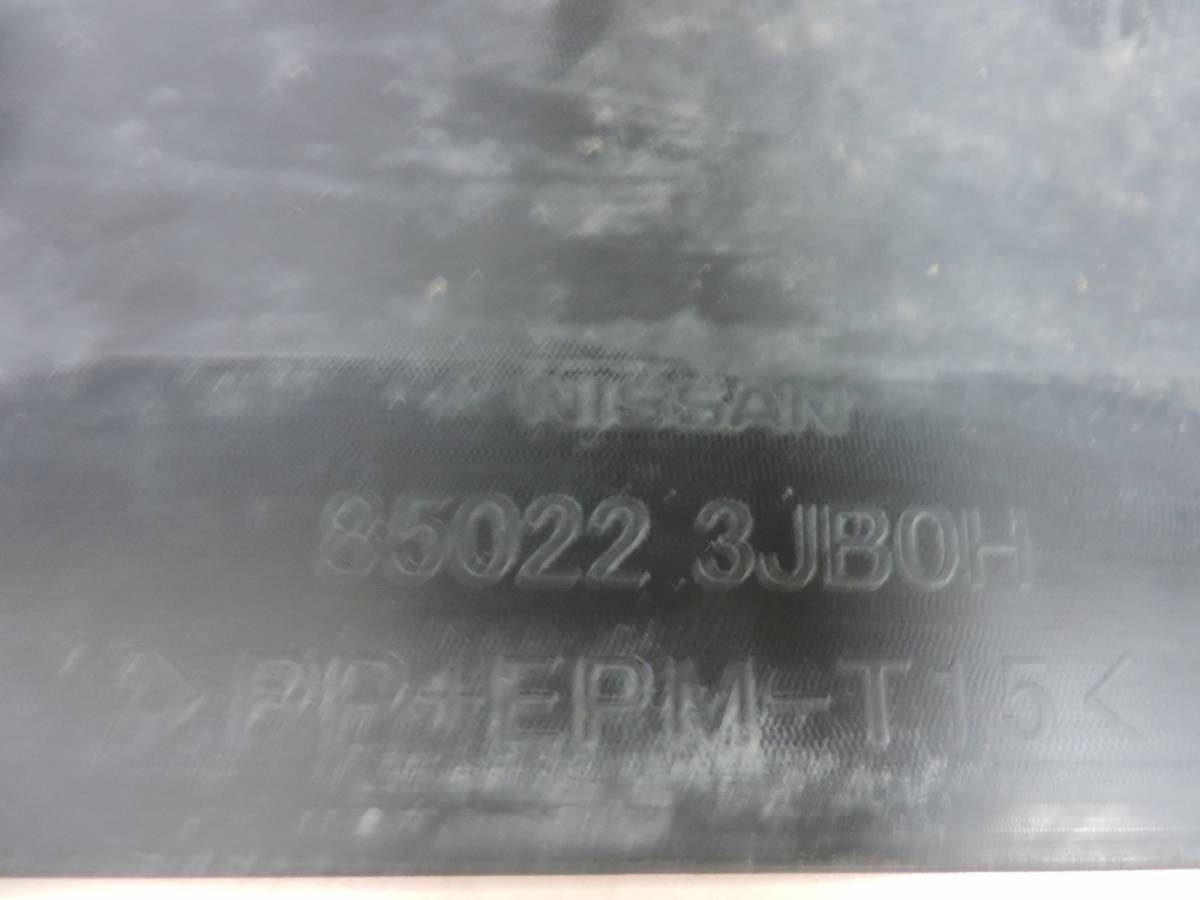 NISSAN
85022 3JB0H
>PP+EPM-T15<